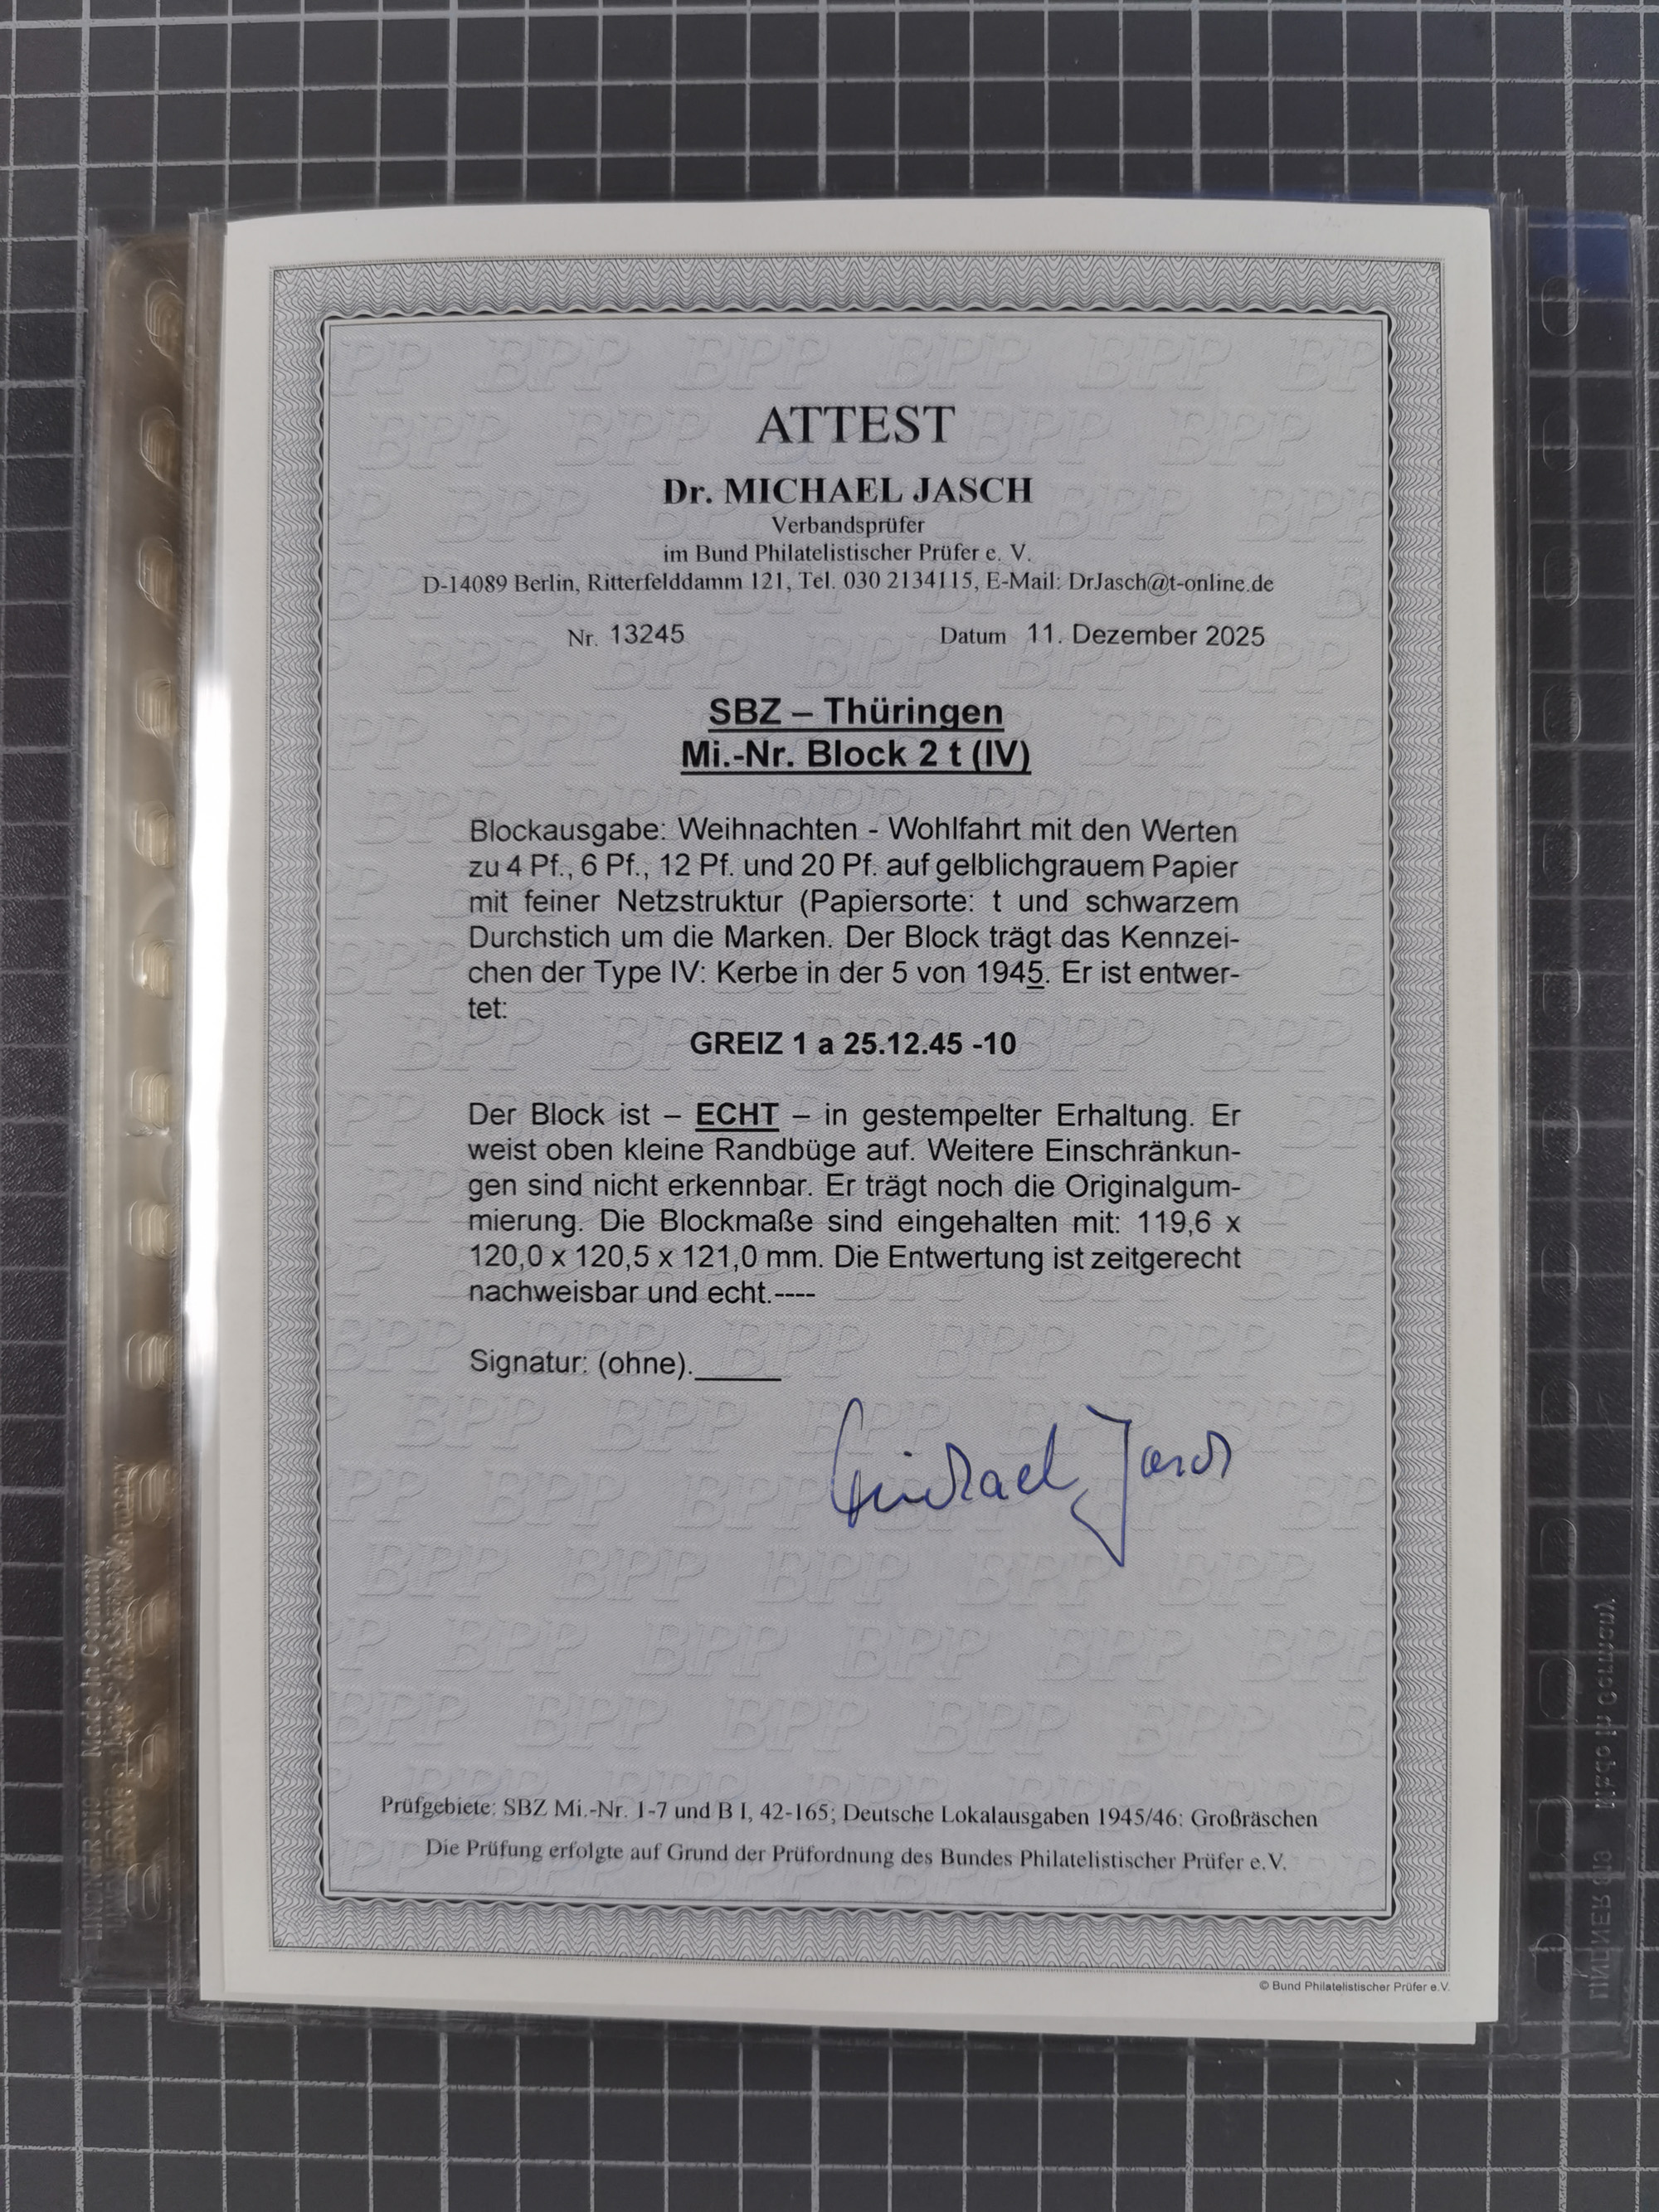 ATTEST
Dr. MICHAEL JASCH
Verbandsprüfer
im Bund Philatelistischer Prüfer e. V.
D-14089 Berlin, Ritterfelddamm 121, Tel. 030 2134115, E-Mail: DrJasch@t-online.de
Nr. 13245 Datum 11. Dezember 2025
SBZ – Thüringen
Mi.-Nr. Block 2 t (IV)
Blockausgabe: Weihnachten - Wohlfahrt mit den Werten
zu 4 Pf., 6 Pf., 12 Pf. und 20 Pf. auf gelblichgrauem Papier
mit feiner Netzstruktur (Papiersorte: t und schwarzem
Durchstich um die Marken. Der Block trägt das Kennzei-
chen der Type IV: Kerbe in der 5 von 1945. Er ist entwer-
tet:
GREIZ 1 a 25.12.45 -10
Der Block ist – ECHT – in gestempelter Erhaltung. Er
weist oben kleine Randbüge auf. Weitere Einschränkun-
gen sind nicht erkennbar. Er trägt noch die Originalgum-
mierung. Die Blockmaße sind eingehalten mit: 119,6 x
120,0 x 120,5 x 121,0 mm. Die Entwertung ist zeitgerecht
nachweisbar und echt.----
Signatur: (ohne).
Michael Jasch
Prüfgebiete: SBZ Mi.-Nr. 1-7 und B I, 42-165; Deutsche Lokalausgaben 1945/46: Großräschen
Die Prüfung erfolgte auf Grund der Prüfordnung des Bundes Philatelistischer Prüfer e.V.
© Bund Philatelistischer Prüfer e.V.
LINDNER 810 Made in Germany